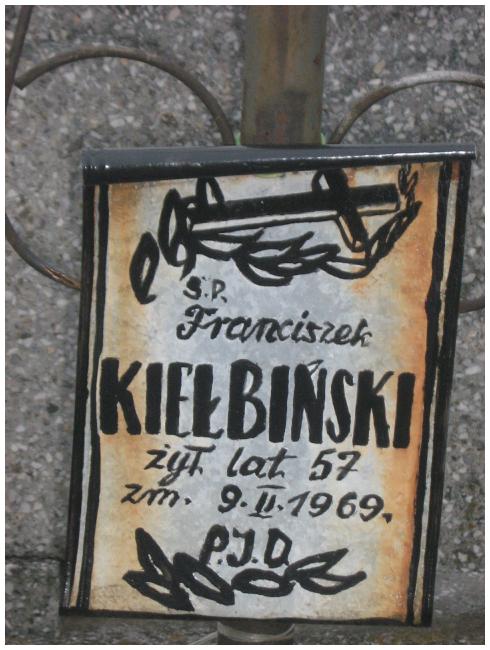 Ś.P.
Franciszek
KIEŁBIŃSKI
żył lat 57
zm. 9.II.1969.
P.J.D.